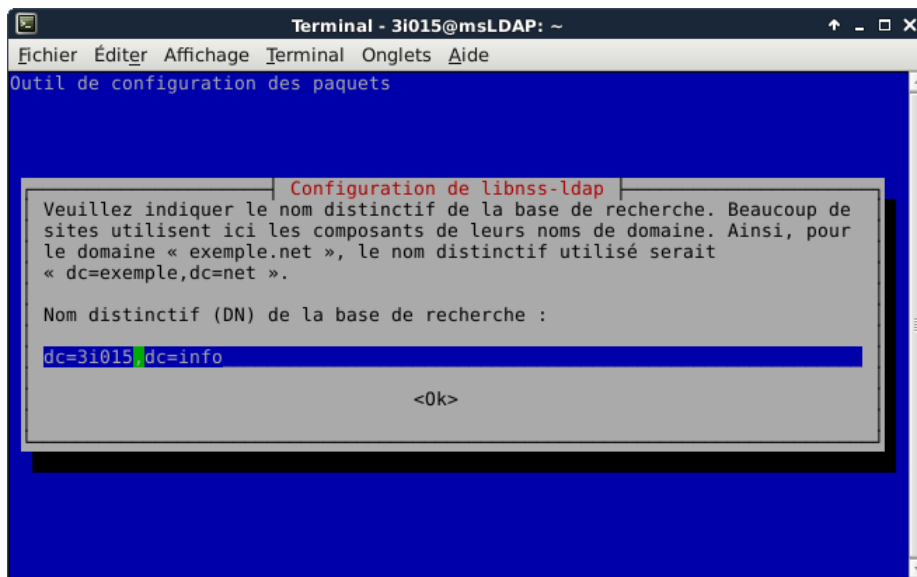 Terminal - 3i015@msLDAP: ~
Fichier Éditer Affichage Terminal Onglets Aide
Outil de configuration des paquets
Configuration de libnss-ldap
Veuillez indiquer le nom distinctif de la base de recherche. Beaucoup de
sites utilisent ici les composants de leurs noms de domaine. Ainsi, pour
le domaine « exemple.net », le nom distinctif utilisé serait
« dc=exemple,dc=net ».
Nom distinctif (DN) de la base de recherche :
dc=3i015,dc=info
<Ok>